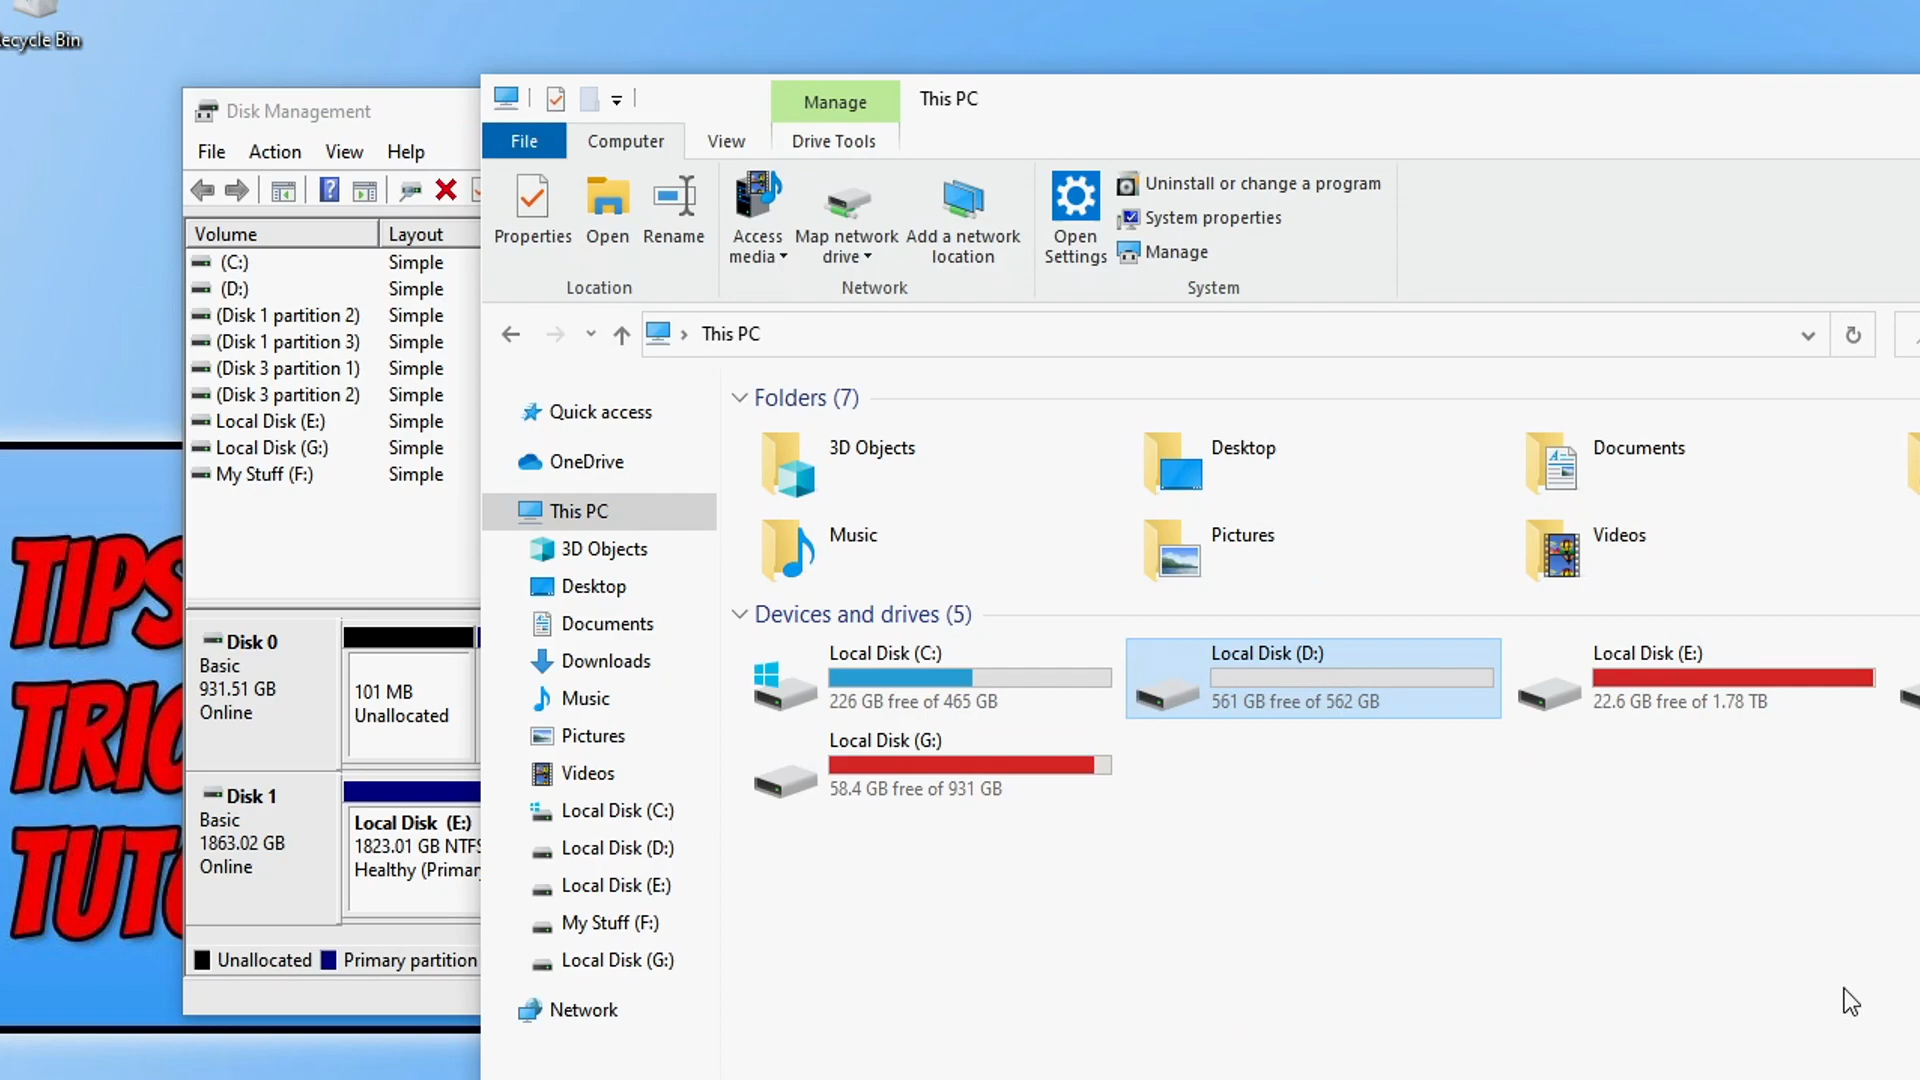 ecycle Bin
Disk Management
File Action View Help
Volume Layout
(C:) Simple
(D:) Simple
(Disk 1 partition 2) Simple
(Disk 1 partition 3) Simple
(Disk 3 partition 1) Simple
(Disk 3 partition 2) Simple
Local Disk (E:) Simple
Local Disk (G:) Simple
My Stuff (F:) Simple
Disk 0
Basic
931.51 GB
Online
101 MB
Unallocated
Disk 1
Basic
1863.02 GB
Online
Local Disk (E:)
1823.01 GB NTFS
Healthy (Primar
Unallocated Primary partition
TIPS
TRIC
TUTO
Manage This PC
File Computer View Drive Tools
Properties Open Rename
Location
Access media Map network drive Add a network location
Network
Open Settings
Uninstall or change a program
System properties
Manage
System
This PC
Quick access
OneDrive
This PC
3D Objects
Desktop
Documents
Downloads
Music
Pictures
Videos
Local Disk (C:)
Local Disk (D:)
Local Disk (E:)
My Stuff (F:)
Local Disk (G:)
Network
Folders (7)
3D Objects Desktop Documents
Music Pictures Videos
Devices and drives (5)
Local Disk (C:)
226 GB free of 465 GB
Local Disk (D:)
561 GB free of 562 GB
Local Disk (E:)
22.6 GB free of 1.78 TB
Local Disk (G:)
58.4 GB free of 931 GB